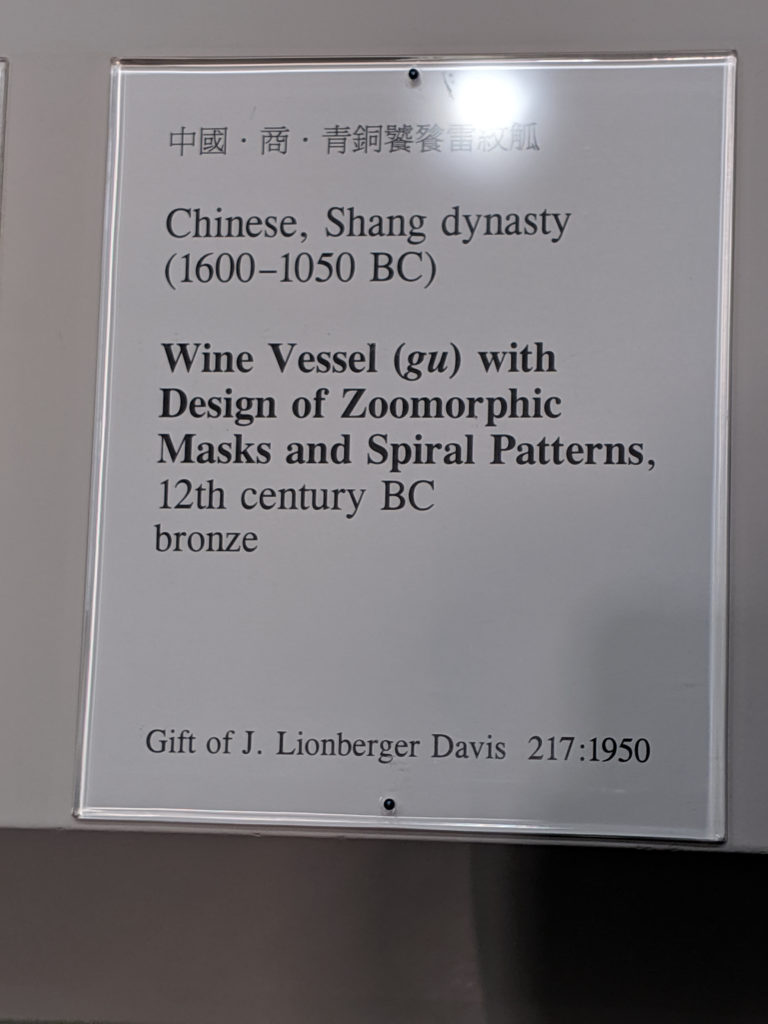 中國·商·青銅饕餮雷紋觚
Chinese, Shang dynasty
(1600–1050 BC)
Wine Vessel (gu) with
Design of Zoomorphic
Masks and Spiral Patterns,
12th century BC
bronze
Gift of J. Lionberger Davis 217:1950